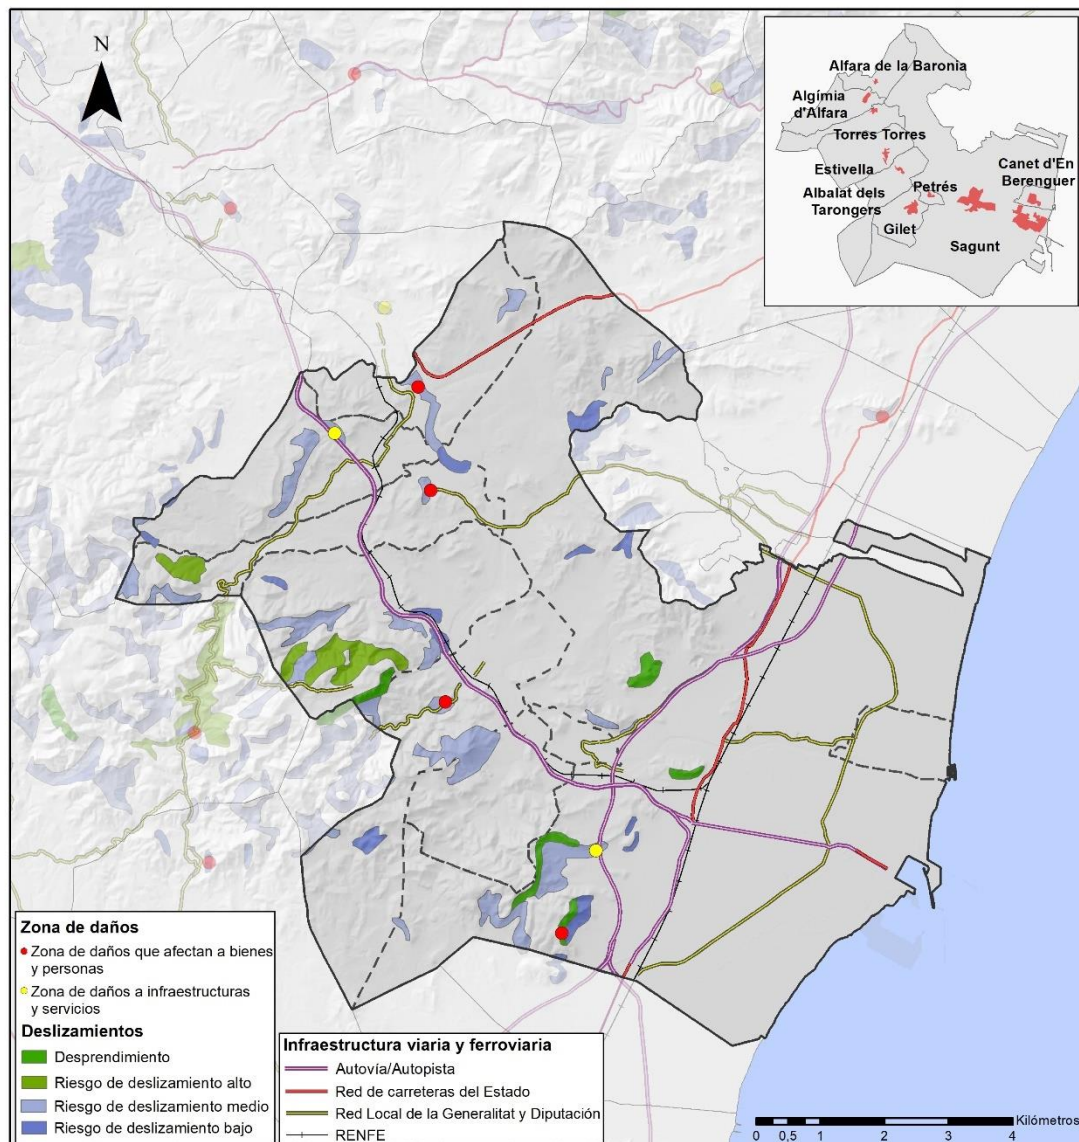 N
Alfara de la Baronia
Algímia
d'Alfara
Torres Torres
Estivella
Canet d'En
Berenguer
Albalat dels
Tarongers
Petrés
Gilet
Sagunt
Zona de daños
Zona de daños que afectan a bienes
y personas
Zona de daños a infraestructuras
y servicios
Deslizamientos
Desprendimiento
Riesgo de deslizamiento alto
Riesgo de deslizamiento medio
Riesgo de deslizamiento bajo
Infraestructura viaria y ferroviaria
Autovía/Autopista
Red de carreteras del Estado
Red Local de la Generalitat y Diputación
RENFE
Kilómetros
0 0.5 1 2 3 4